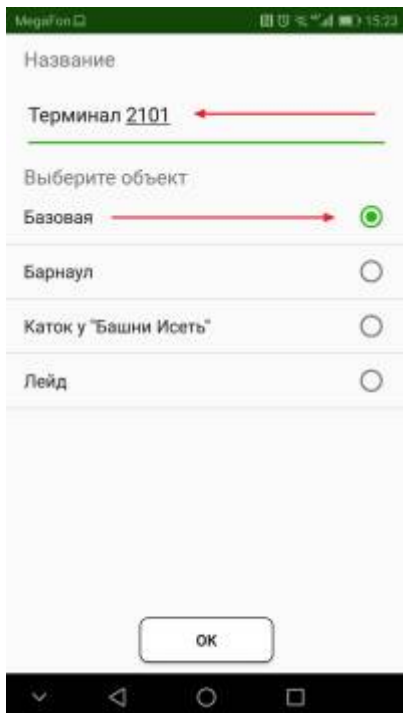 MegaFon 15:23
Название
Терминал 2101
Выберите объект
Базовая
Барнаул
Каток у "Башни Исеть"
Лейд
ОК